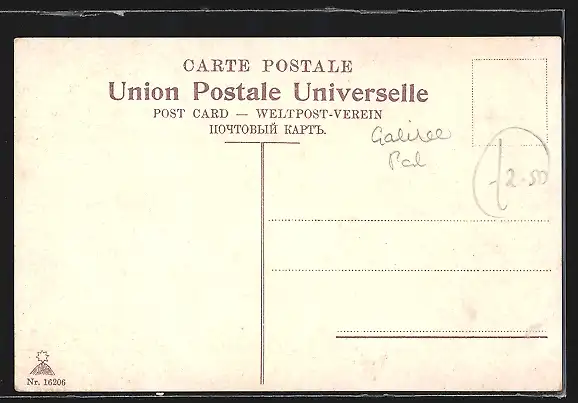 CARTE POSTALE
Union Postale Universelle
POST CARD — WELTPOST-VEREIN
ПОЧТОВЫЙ КАРТЪ.
Galilee
Pal
2-50
Nr. 16206